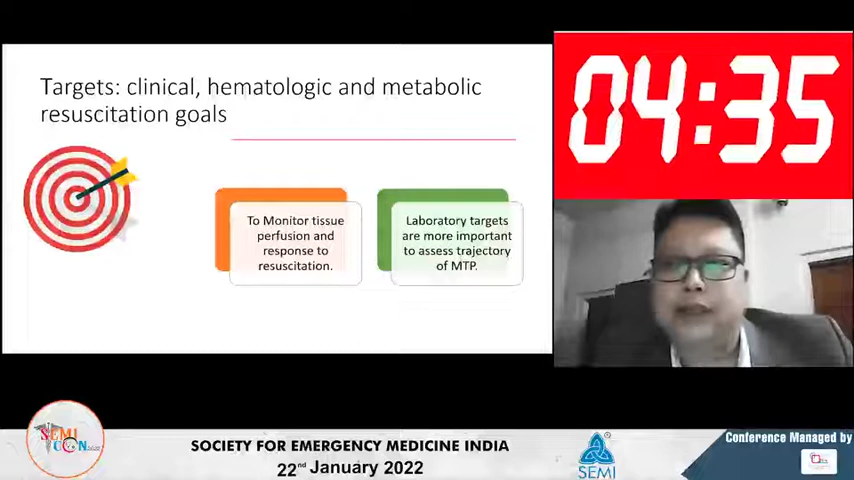 Targets: clinical, hematologic and metabolic
resuscitation goals
To Monitor tissue
perfusion and
response to
resuscitation.
Laboratory targets
are more important
to assess trajectory
of MTP.
04:35
SEMI
CON
SOCIETY FOR EMERGENCY MEDICINE INDIA
22nd January 2022
SEMI
Conference Managed by